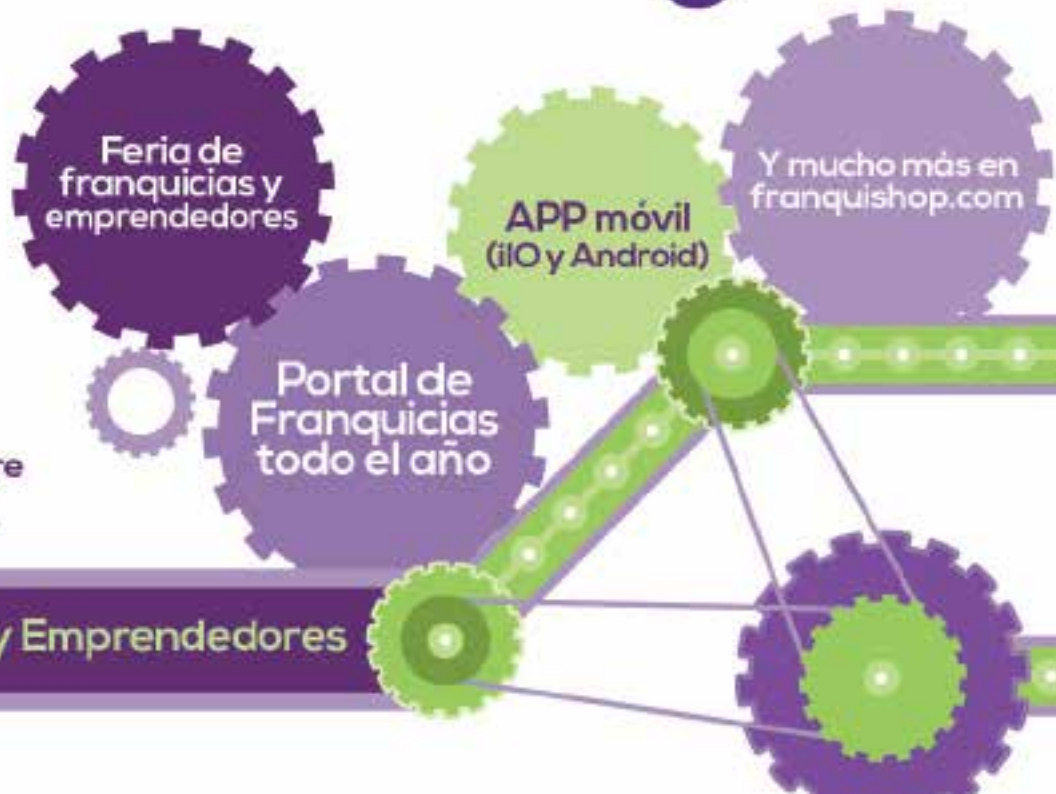 Feria de
franquicias y
emprendedores
APP móvil
(iIO y Android)
Y mucho más en
franquishop.com
Portal de
Franquicias
todo el año
y Emprendedores